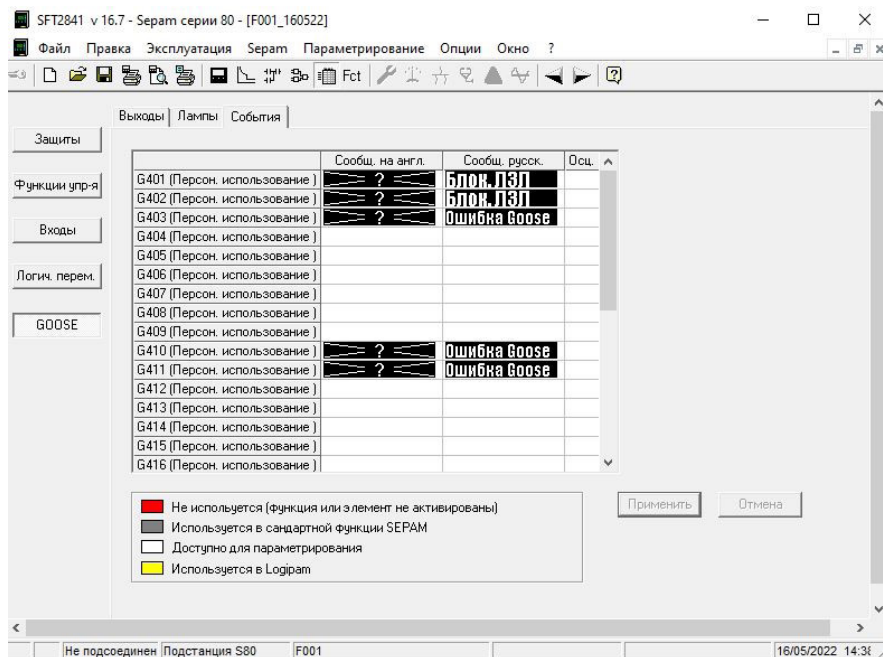 SFT2841 v 16.7 - Sepam серии 80 - [F001_160522]
Файл Правка Эксплуатация Sepam Параметрирование Опции Окно ?
Fct
Выходы Лампы События
Защиты
Функции упр-я
Входы
Логич. перем.
GOOSE
Сообщ. на англ. Сообщ. русск. Осц.
G401 (Персон. использование ) ? Блок. ЛЗЛ
G402 (Персон. использование ) ? Блок. ЛЗЛ
G403 (Персон. использование ) ? Ошибка Goose
G404 (Персон. использование )
G405 (Персон. использование )
G406 (Персон. использование )
G407 (Персон. использование )
G408 (Персон. использование )
G409 (Персон. использование )
G410 (Персон. использование ) ? Ошибка Goose
G411 (Персон. использование ) ? Ошибка Goose
G412 (Персон. использование )
G413 (Персон. использование )
G414 (Персон. использование )
G415 (Персон. использование )
G416 (Персон. использование )
Не испольуется (функция или элемент не активированы)
Используется в сандартной функции SEPAM
Доступно для параметрирования
Используется в Logipam
Применить Отмена
Не подсоединен Подстанция S80 F001 16/05/2022 14:38